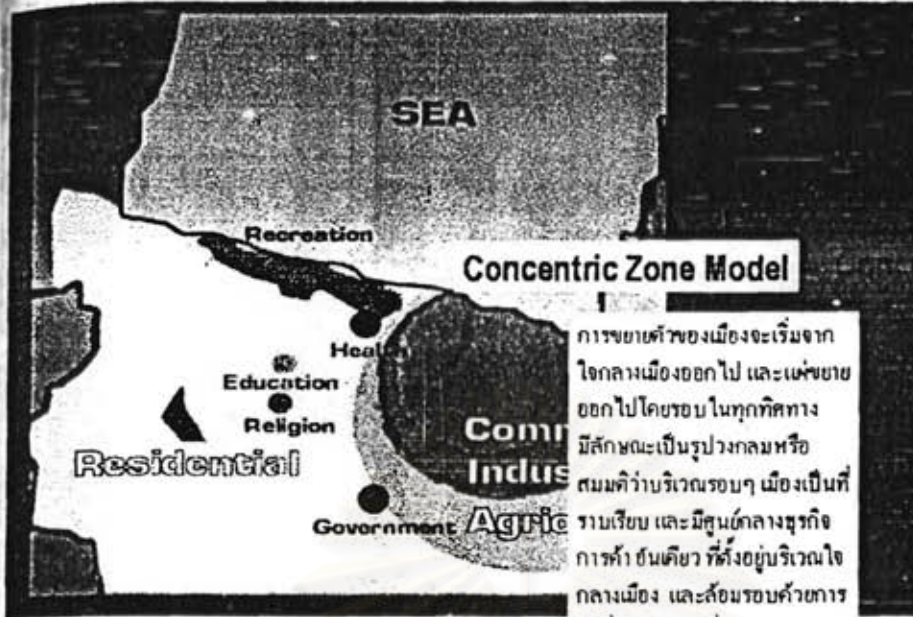 SEA
Recreation
Concentric Zone Model
Health
Education
Religion
Residential
Government
Comm
Indus
Agric
การขยายตัวของเมืองจะเริ่มจาก
ใจกลางเมืองออกไป และแผ่ขยาย
ออกไปโดยรอบ ในทุกทิศทาง
มีลักษณะเป็นรูปวงกลมหรือ
สมมติว่าบริเวณรอบๆ เมืองเป็นที่
ราบเรียบ และมีศูนย์กลางธุรกิจ
การค้า อันเดียว ที่ตั้งอยู่บริเวณใจ
กลางเมือง และล้อมรอบด้วยการ